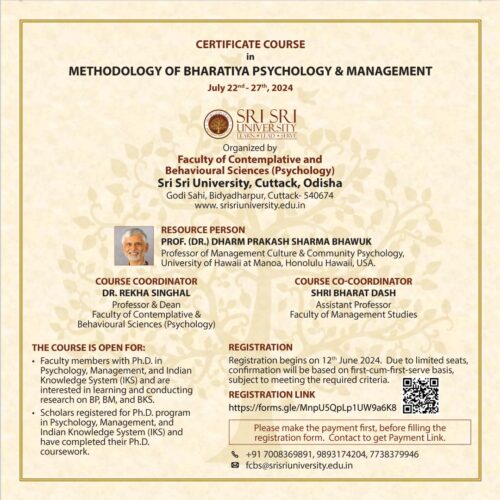 CERTIFICATE COURSE
in
METHODOLOGY OF BHARATIYA PSYCHOLOGY & MANAGEMENT
July 22nd - 27th, 2024
SRI SRI
UNIVERSITY
LEARN • LEAD • SERVE
Organized by
Faculty of Contemplative and
Behavioural Sciences (Psychology)
Sri Sri University, Cuttack, Odisha
Godi Sahi, Bidyadharpur, Cuttack- 540674
www. srisriuniversity.edu.in
RESOURCE PERSON
PROF. (DR.) DHARM PRAKASH SHARMA BHAWUK
Professor of Management Culture & Community Psychology,
University of Hawaii at Manoa, Honolulu Hawaii, USA.
COURSE COORDINATOR
DR. REKHA SINGHAL
Professor & Dean
Faculty of Contemplative &
Behavioural Sciences (Psychology)
COURSE CO-COORDINATOR
SHRI BHARAT DASH
Assistant Professor
Faculty of Management Studies
THE COURSE IS OPEN FOR:
• Faculty members with Ph.D. in
Psychology, Management, and Indian
Knowledge System (IKS) and are
interested in learning and conducting
research on BP, BM, and BKS.
• Scholars registered for Ph.D. program
in Psychology, Management, and
Indian Knowledge System (IKS) and
have completed their Ph.D.
coursework.
REGISTRATION
Registration begins on 12th June 2024. Due to limited seats,
confirmation will be based on first-cum-first-serve basis,
subject to meeting the required criteria.
REGISTRATION LINK
https://forms.gle/MnpU5QpLp1UW9a6K8
Please make the payment first, before filling the
registration form. Contact to get Payment Link.
+91 7008369891, 9893174204, 7738379946
fcbs@srisriuniversity.edu.in